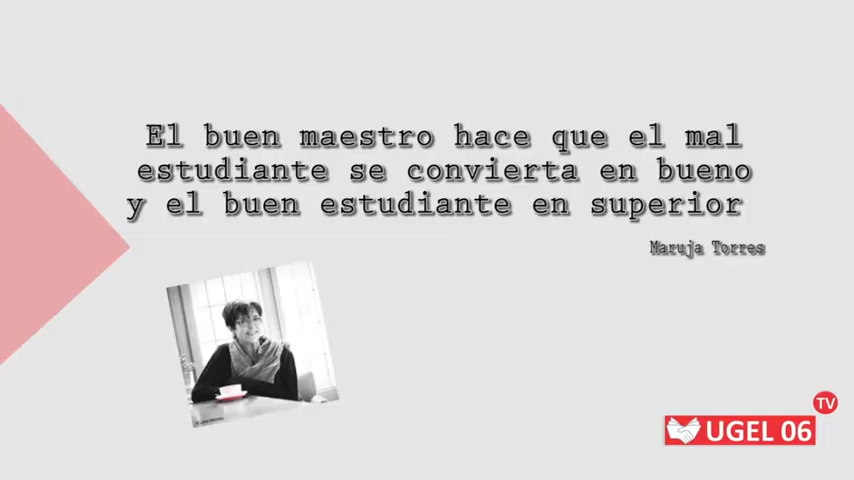 El buen maestro hace que el mal
estudiante se convierta en bueno
y el buen estudiante en superior
Maruja Torres
TV
UGEL 06